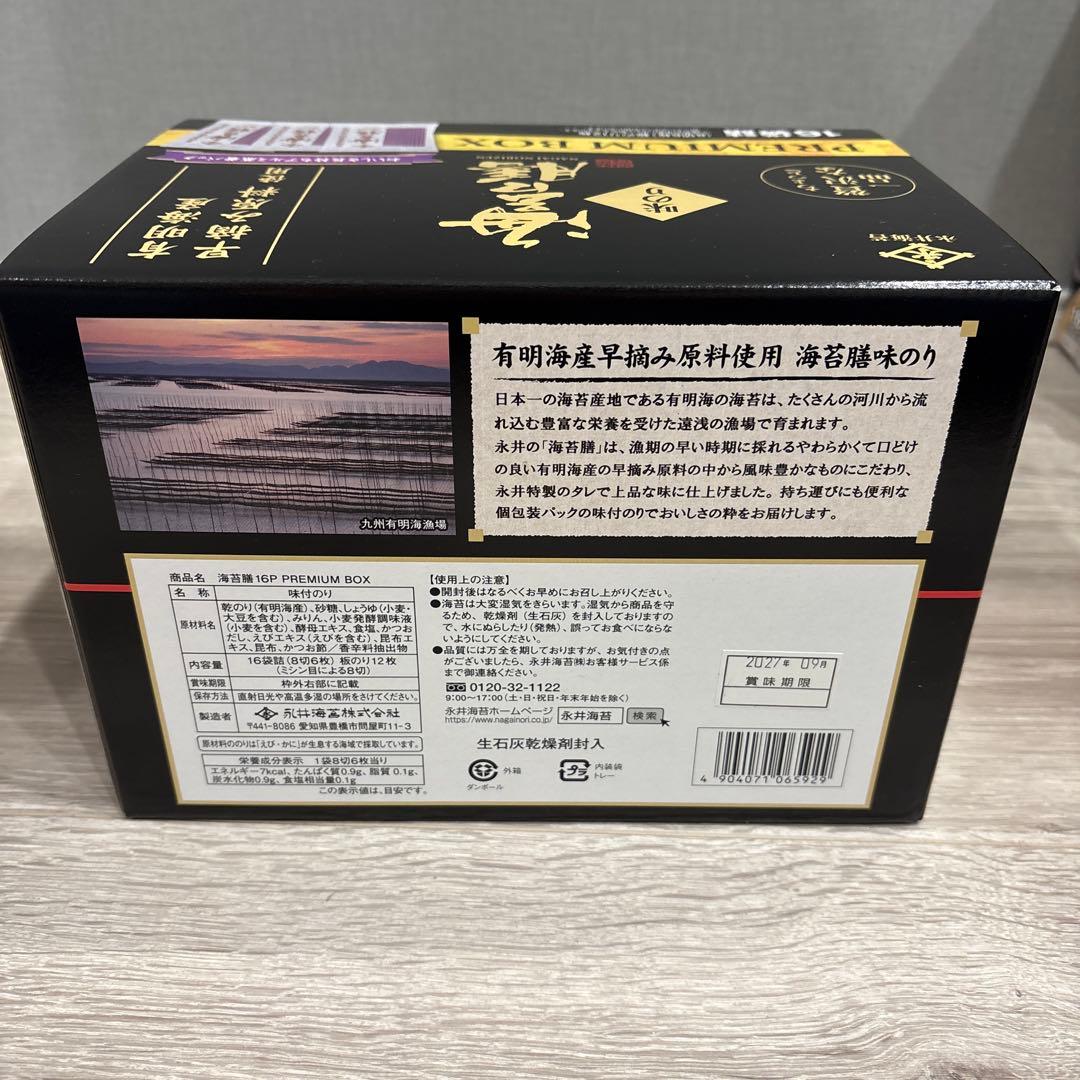 PREMIUM BOX
16袋詰
海苔膳
NAGAI NORIZEN
味のり
ちょっと
贅沢な
一品
永井海苔
有明海産
早摘み原料使用
九州有明海漁場
有明海産早摘み原料使用 海苔膳味のり
日本一の海苔産地である有明海の海苔は、たくさんの河川から流
れ込む豊富な栄養を受けた遠浅の漁場で育まれます。
永井の「海苔膳」は、漁期の早い時期に採れるやわらかくて口どけ
の良い有明海産の早摘み原料の中から風味豊かなものにこだわり、
永井特製のタレで上品な味に仕上げました。持ち運びにも便利な
個包装パックの味付のりでおいしさの粋をお届けします。
商品名 海苔膳16P PREMIUM BOX
名称 味付のり
原材料名 乾のり(有明海産)、砂糖、しょうゆ(小麦・
大豆を含む)、みりん、小麦発酵調味液
(小麦を含む)、酵母エキス、食塩、かつお
だし、えびエキス(えびを含む)、昆布エ
キス、昆布、かつお節／香辛料抽出物
内容量 16袋詰(8切6枚) 板のり12枚
(ミシン目による8切)
賞味期限 枠外右部に記載
保存方法 直射日光や高温多湿の場所をさけてください。
製造者 永井海苔株式会社
〒441-8086 愛知県豊橋市問屋町11-3
原材料ののりは「えび・かに」が生息する海域で採取しています。
栄養成分表示 1袋8切6枚当り
エネルギー7kcal、たんぱく質0.9g、脂質 0.1g、
炭水化物0.9g、食塩相当量0.1g
この表示値は、目安です。
【使用上の注意】
●開封後はなるべくお早めにお召し上がりください。
●海苔は大変湿気をきらいます。湿気から商品を守
るため、乾燥剤(生石灰)を封入しておりますの
で、水にぬらしたり(発熱)、誤ってお食べにならな
いようにしてください。
●品質には万全を期しておりますが、お気付きの点
がございましたら、永井海苔㈱お客様サービス係
まで御連絡ください。
0120-32-1122
9:00〜17:00(土・日・祝日・年末年始を除く)
永井海苔ホームページ
https://www.nagainori.co.jp/
永井海苔 検索
生石灰乾燥剤封入
外箱
ダンボール
プラ
内装袋
トレー
2027年 09月
賞味期限
4 904071 065929